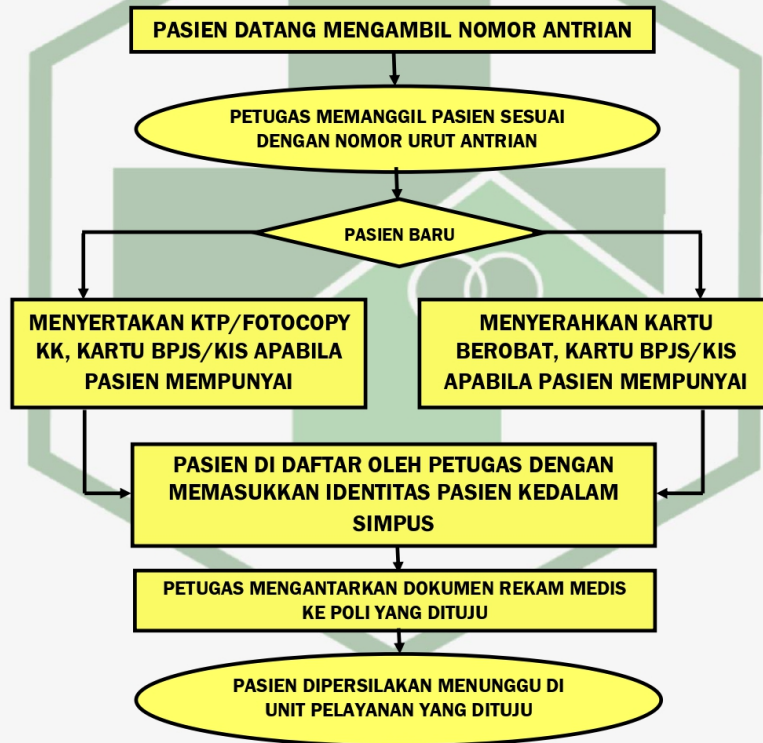 PASIEN DATANG MENGAMBIL NOMOR ANTRIAN
PETUGAS MEMANGGIL PASIEN SESUAI
DENGAN NOMOR URUT ANTRIAN
PASIEN BARU
MENYERTAKAN KTP/FOTOCOPY
KK, KARTU BPJS/KIS APABILA
PASIEN MEMPUNYAI
MENYERAHKAN KARTU
BEROBAT, KARTU BPJS/KIS
APABILA PASIEN MEMPUNYAI
PASIEN DI DAFTAR OLEH PETUGAS DENGAN
MEMASUKKAN IDENTITAS PASIEN KEDALAM
SIMPUS
PETUGAS MENGANTARKAN DOKUMEN REKAM MEDIS
KE POLI YANG DITUJU
PASIEN DIPERSILAKAN MENUNGGU DI
UNIT PELAYANAN YANG DITUJU